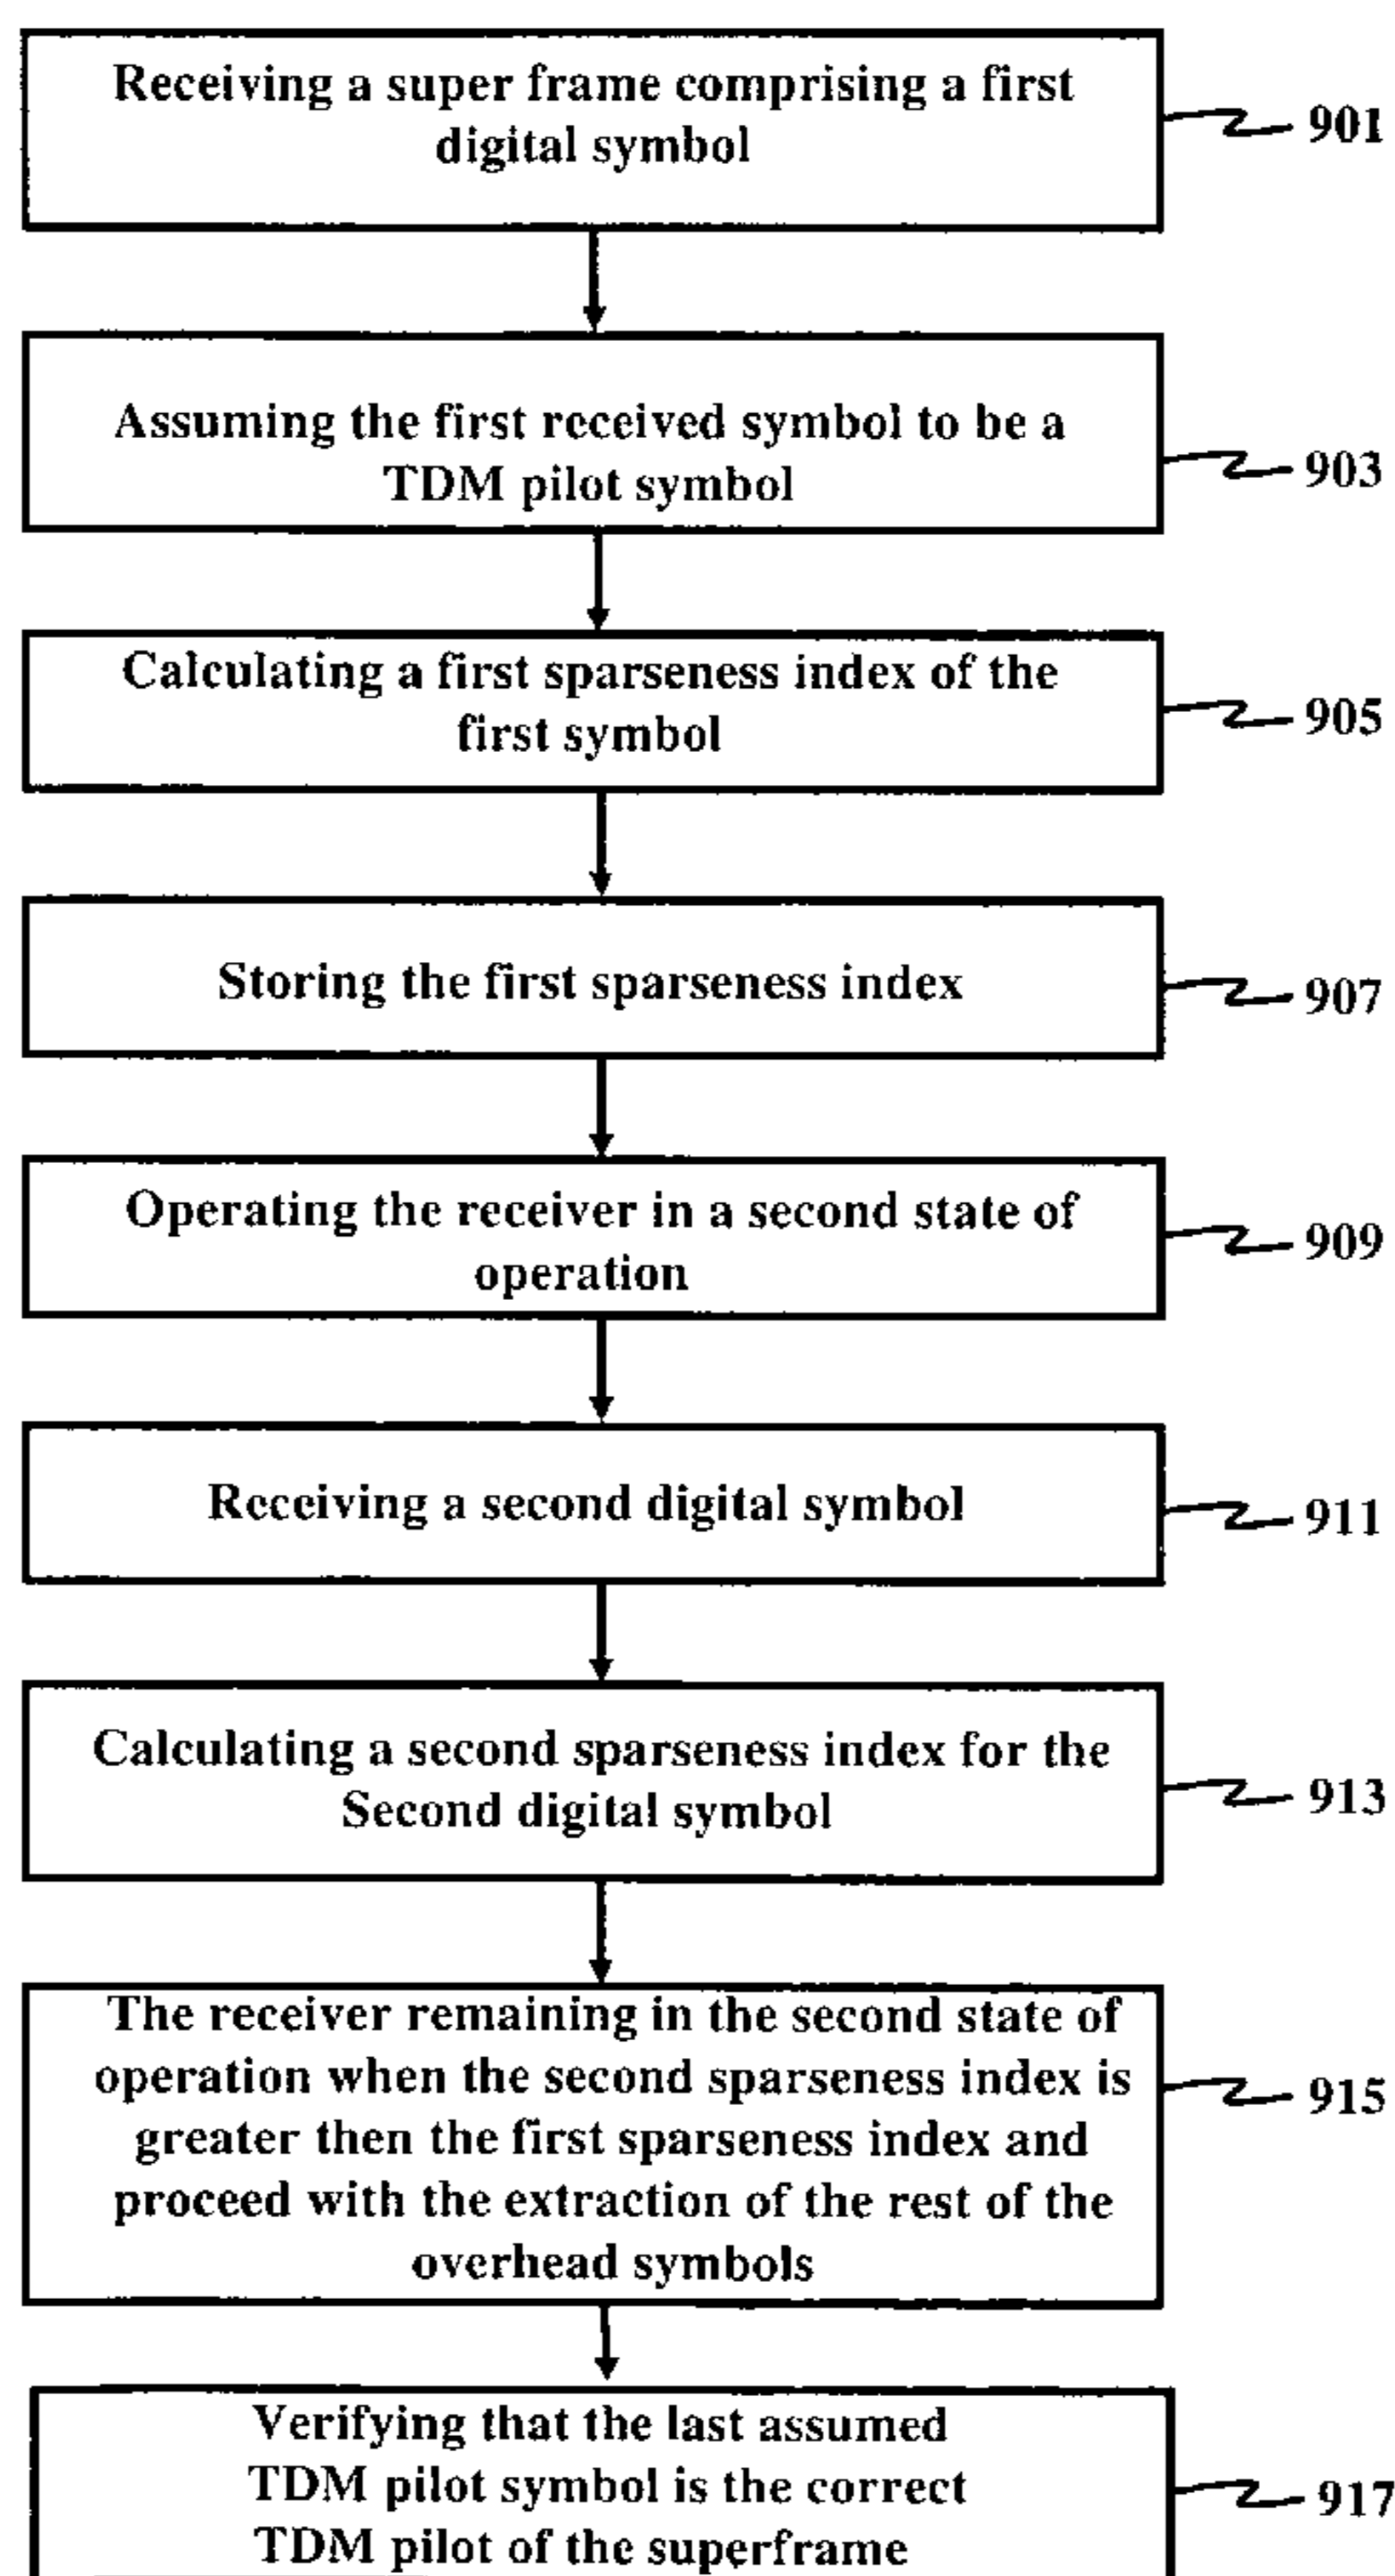 Receiving a super frame comprising a first
digital symbol
901
Assuming the first received symbol to be a
TDM pilot symbol
903
Calculating a first sparseness index of the
first symbol
905
Storing the first sparseness index
907
Operating the receiver in a second state of
operation
909
Receiving a second digital symbol
911
Calculating a second sparseness index for the
Second digital symbol
913
The receiver remaining in the second state of
operation when the second sparseness index is
greater then the first sparseness index and
proceed with the extraction of the rest of the
overhead symbols
915
Verifying that the last assumed
TDM pilot symbol is the correct
TDM pilot of the superframe
917